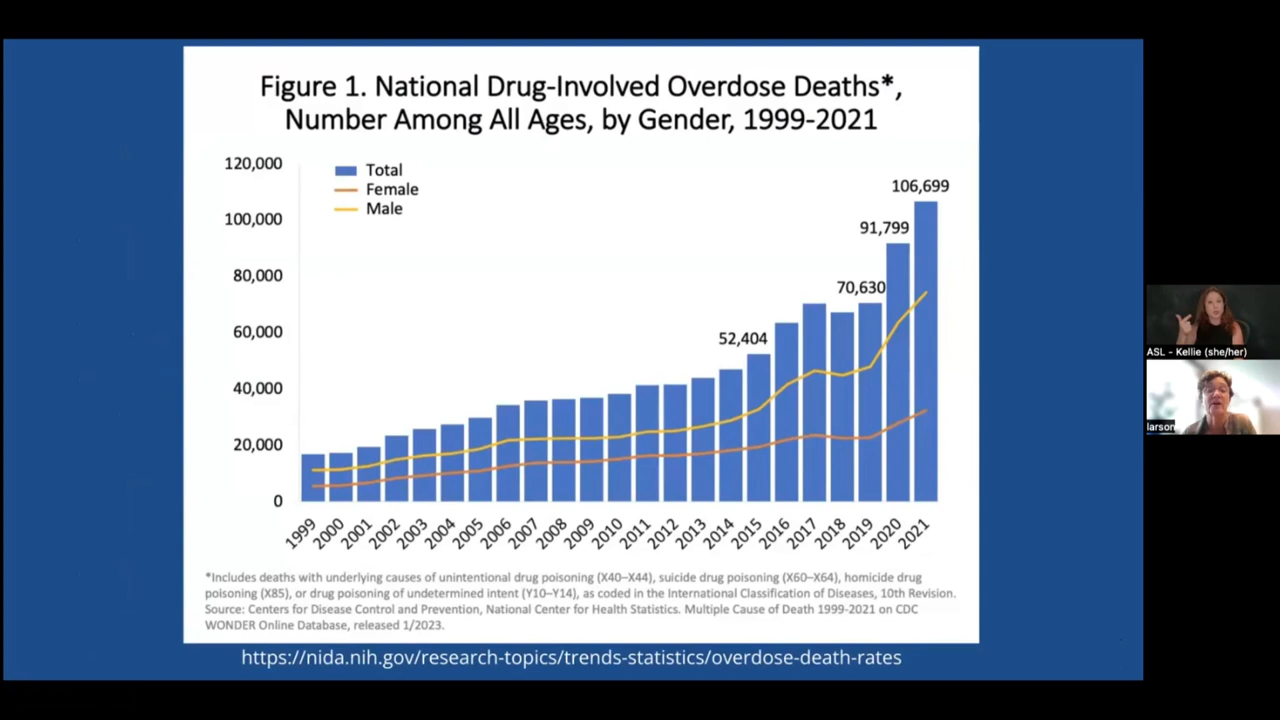 Figure 1. National Drug-Involved Overdose Deaths*,
Number Among All Ages, by Gender, 1999-2021
120,000
100,000
80,000
60,000
40,000
20,000
0
Total
Female
Male
52,404
70,630
91,799
106,699
1999
2000
2001
2002
2003
2004
2005
2006
2007
2008
2009
2010
2011
2012
2013
2014
2015
2016
2017
2018
2019
2020
2021
*Includes deaths with underlying causes of unintentional drug poisoning (X40–X44), suicide drug poisoning (X60–X64), homicide drug
poisoning (X85), or drug poisoning of undetermined intent (Y10–Y14), as coded in the International Classification of Diseases, 10th Revision.
Source: Centers for Disease Control and Prevention, National Center for Health Statistics. Multiple Cause of Death 1999-2021 on CDC
WONDER Online Database, released 1/2023.
https://nida.nih.gov/research-topics/trends-statistics/overdose-death-rates
ASL - Kellie (she/her)
larson